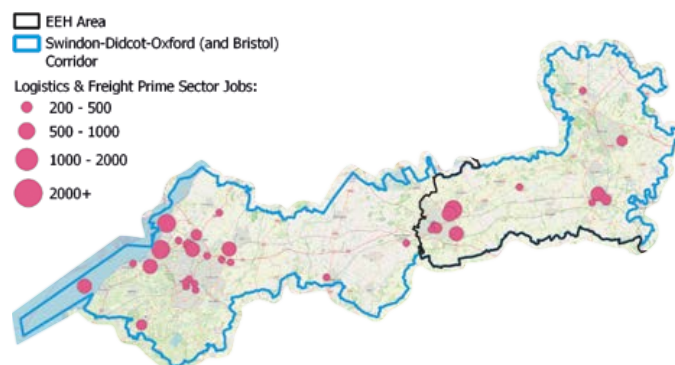 EEH Area
Swindon-Didcot-Oxford (and Bristol)
Corridor
Logistics & Freight Prime Sector Jobs:
200 - 500
500 - 1000
1000 - 2000
2000+